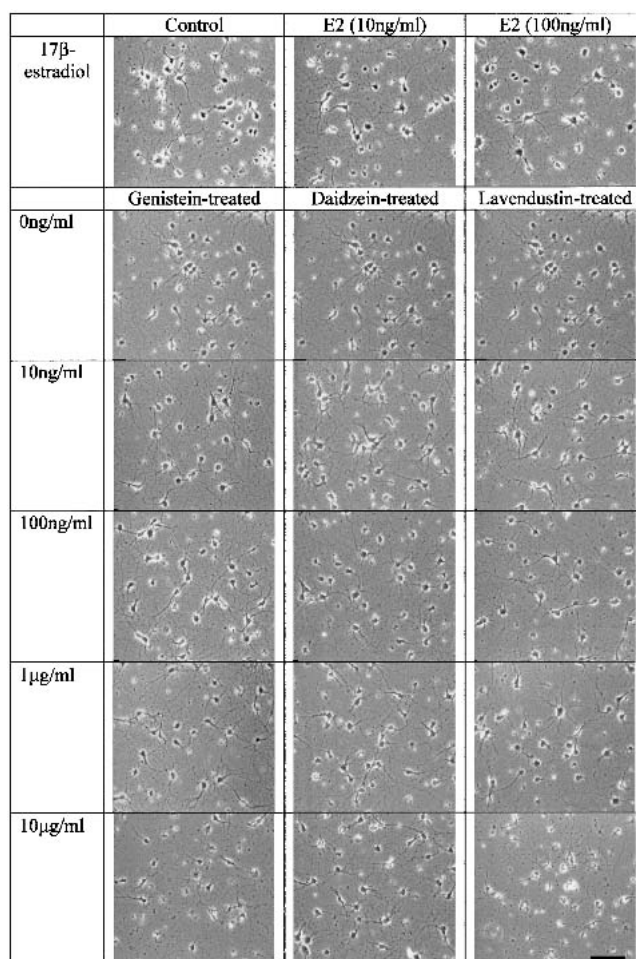 Control E2 (10ng/ml) E2 (100ng/ml)
17β-
estradiol
Genistein-treated Daidzein-treated Lavendustin-treated
0ng/ml
10ng/ml
100ng/ml
1μg/ml
10μg/ml